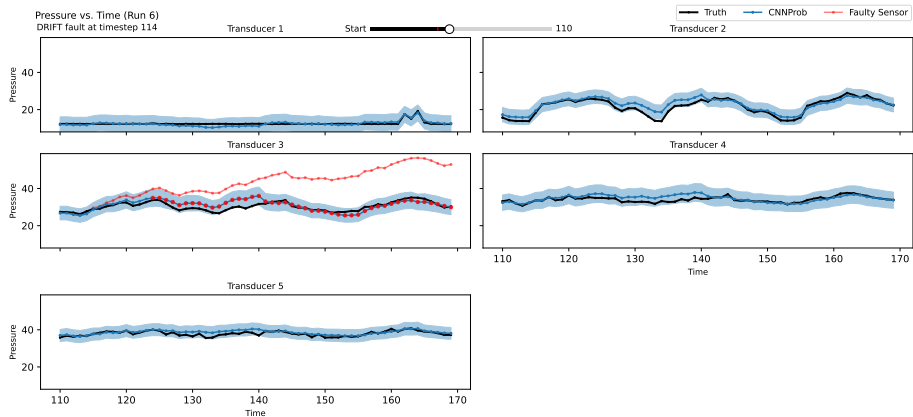 Pressure vs. Time (Run 6)
DRIFT fault at timestep 114
Start
110
Truth
CNNProb
Faulty Sensor
Transducer 1
Transducer 2
Pressure
40
20
Transducer 3
Transducer 4
Pressure
40
20
110 120 130 140 150 160 170
Time
Transducer 5
Pressure
40
20
110 120 130 140 150 160 170
Time